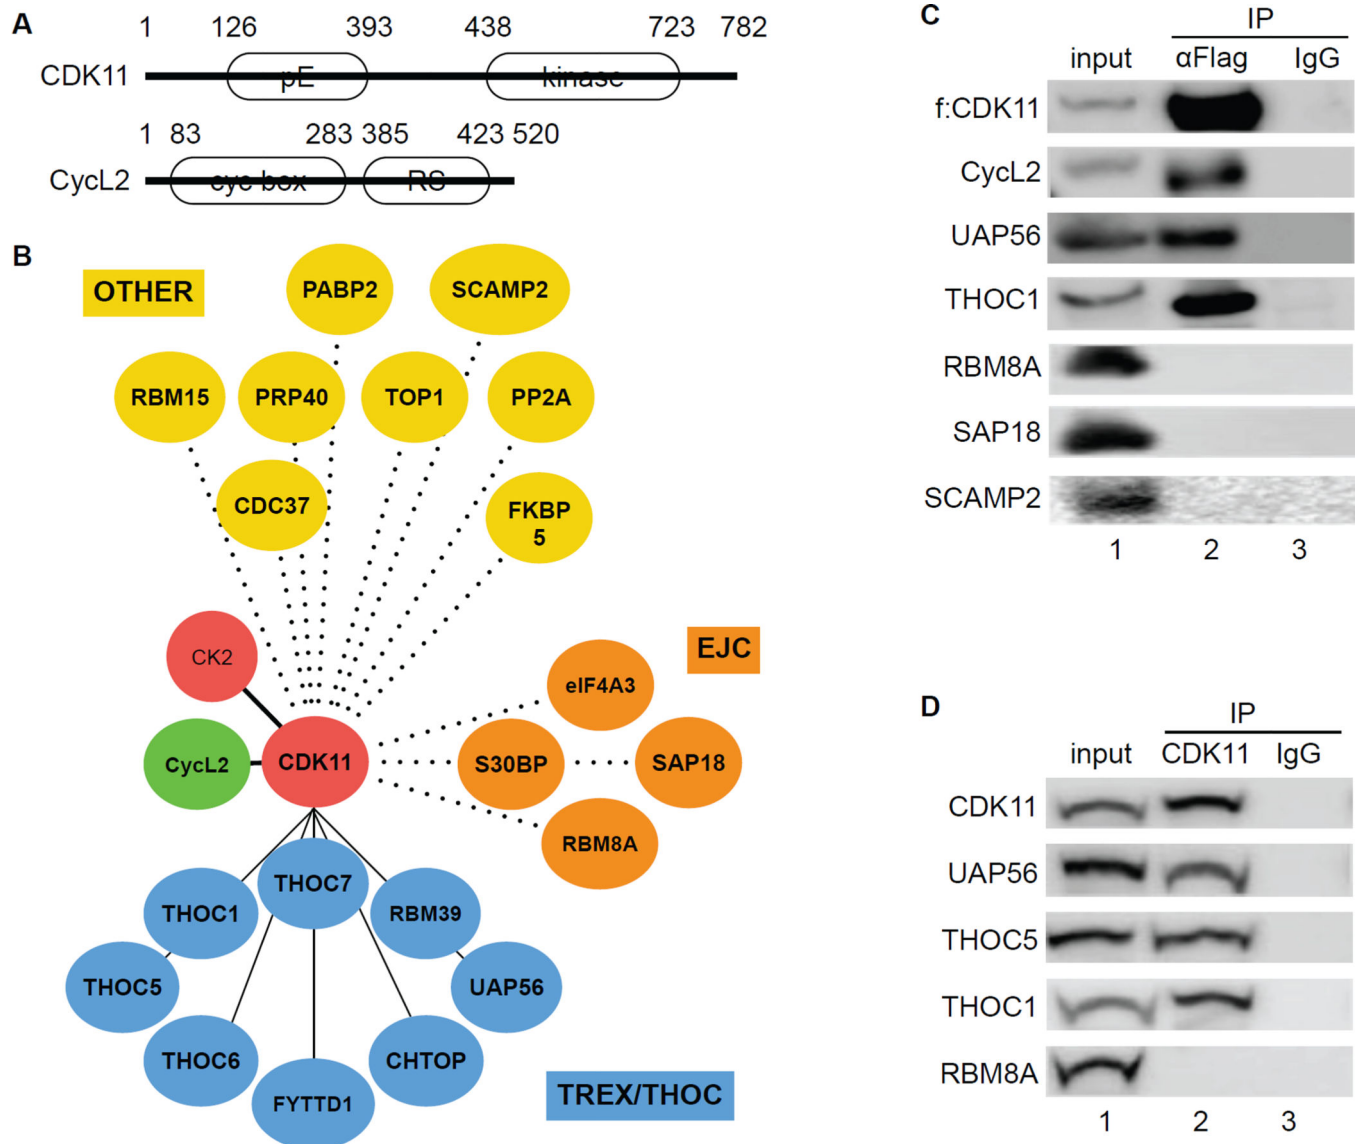 A
1 126 393 438 723 782
CDK11 pE kinase
1 83 283 385 423 520
CycL2 cyc box RS
B
OTHER
PABP2 SCAMP2
RBM15 PRP40 TOP1 PP2A
CDC37 FKBP
5
CK2
EJC
eIF4A3
CycL2 CDK11 S30BP SAP18
RBM8A
THOC7
THOC1 RBM39
THOC5 UAP56
THOC6 CHTOP
FYTTD1
TREX/THOC
C
IP
input αFlag IgG
f:CDK11
CycL2
UAP56
THOC1
RBM8A
SAP18
SCAMP2
1 2 3
D
IP
input CDK11 IgG
CDK11
UAP56
THOC5
THOC1
RBM8A
1 2 3